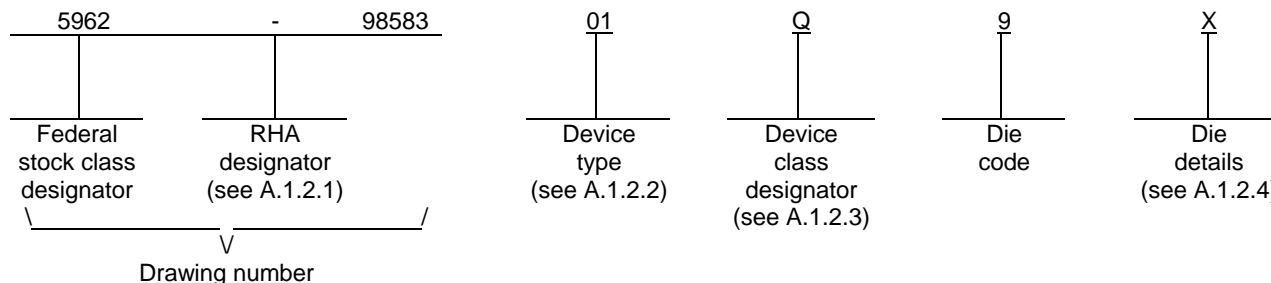 5962 - 98583 01 Q 9 X
Federal stock class designator
RHA designator (see A.1.2.1)
Device type (see A.1.2.2)
Device class designator (see A.1.2.3)
Die code
Die details (see A.1.2.4)
Drawing number